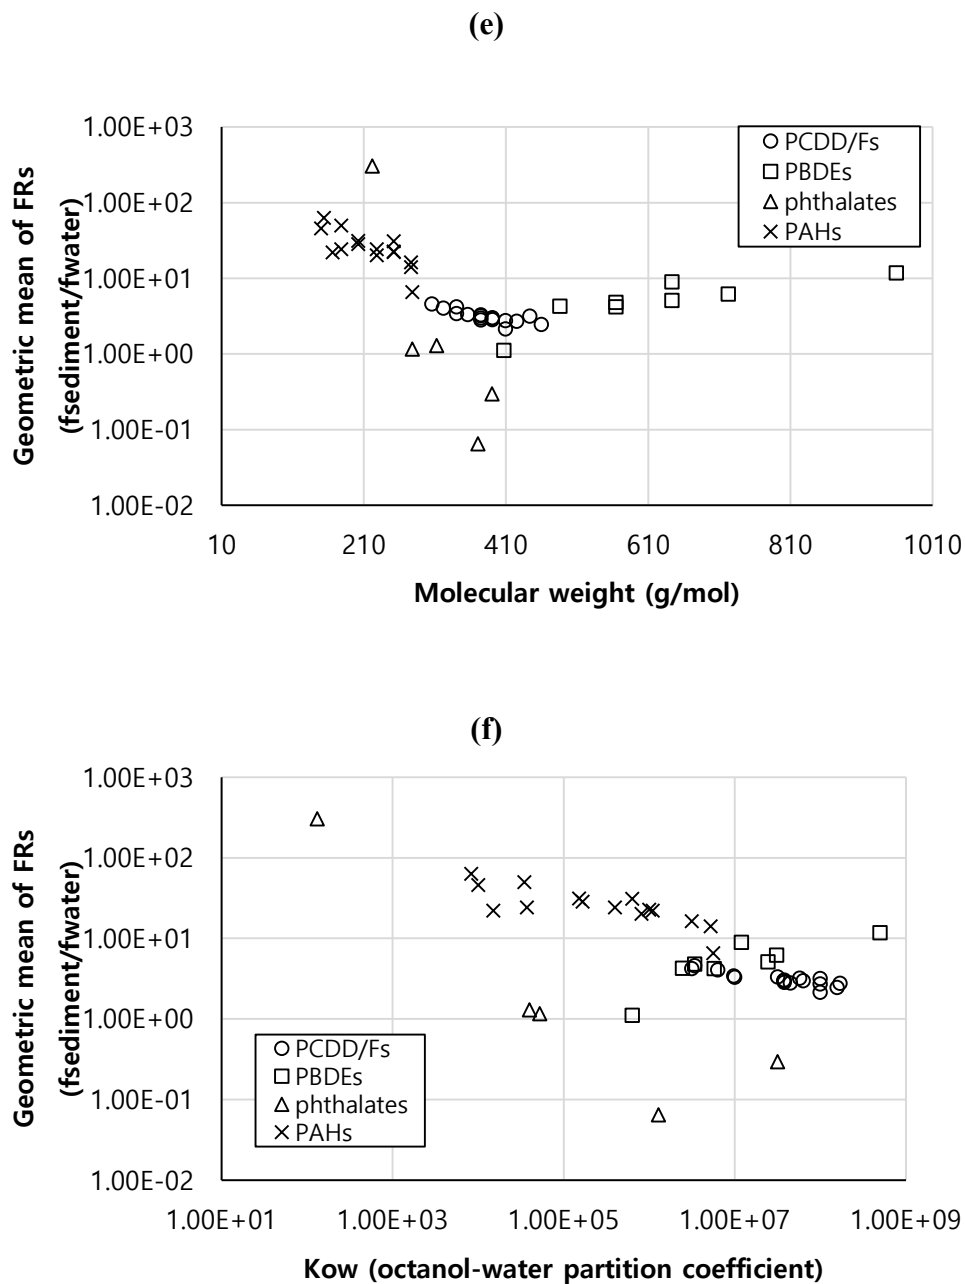 (e)
Geometric mean of FRs
(fsediment/fwater)
1.00E+03
1.00E+02
1.00E+01
1.00E+00
1.00E-01
1.00E-02
PCDD/Fs
PBDEs
phthalates
PAHs
10 210 410 610 810 1010
Molecular weight (g/mol)
(f)
Geometric mean of FRs
(fsediment/fwater)
1.00E+03
1.00E+02
1.00E+01
1.00E+00
1.00E-01
1.00E-02
PCDD/Fs
PBDEs
phthalates
PAHs
1.00E+01 1.00E+03 1.00E+05 1.00E+07 1.00E+09
Kow (octanol-water partition coefficient)